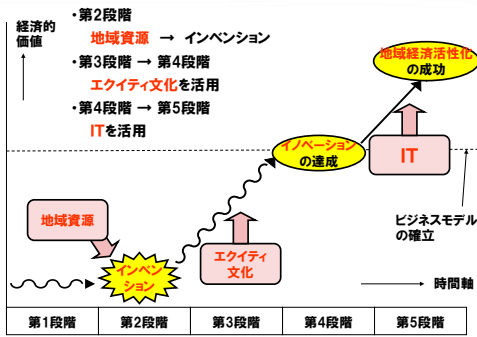 経済的
価値
・第2段階
地域資源 → インベンション
・第3段階 → 第4段階
エクイティ文化を活用
・第4段階 → 第5段階
ITを活用
地域経済活性化
の成功
イノベーション
の達成
IT
地域資源
ビジネスモデル
の確立
エクイティ
文化
インベン
ション
時間軸
第1段階
第2段階
第3段階
第4段階
第5段階